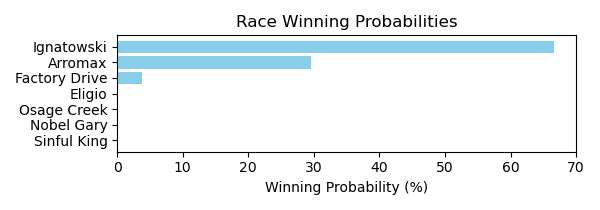 Race Winning Probabilities
Ignatowski
Arromax
Factory Drive
Eligio
Osage Creek
Nobel Gary
Sinful King
0 10 20 30 40 50 60 70
Winning Probability (%)